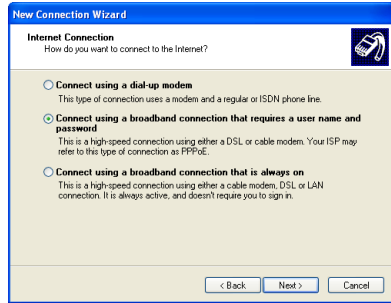 New Connection Wizard
Internet Connection
How do you want to connect to the Internet?
Connect using a dial-up modem
This type of connection uses a modem and a regular or ISDN phone line.
Connect using a broadband connection that requires a user name and
password
This is a high-speed connection using either a DSL or cable modem. Your ISP may
refer to this type of connection as PPPoE.
Connect using a broadband connection that is always on
This is a high-speed connection using either a cable modem, DSL or LAN
connection. It is always active, and doesn't require you to sign in.
< Back
Next >
Cancel